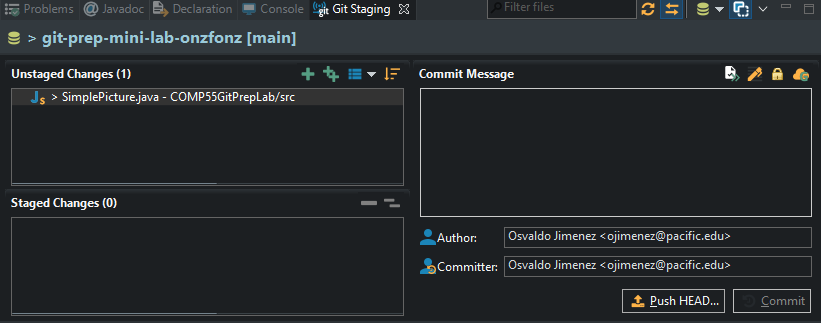 Problems @ Javadoc Declaration Console git Git Staging Filter files
> git-prep-mini-lab-onzfonz [main]
Unstaged Changes (1)
> SimplePicture.java - COMP55GitPrepLab/src
Staged Changes (0)
Commit Message
Author: Osvaldo Jimenez <ojimenez@pacific.edu>
Committer: Osvaldo Jimenez <ojimenez@pacific.edu>
Push HEAD... Commit